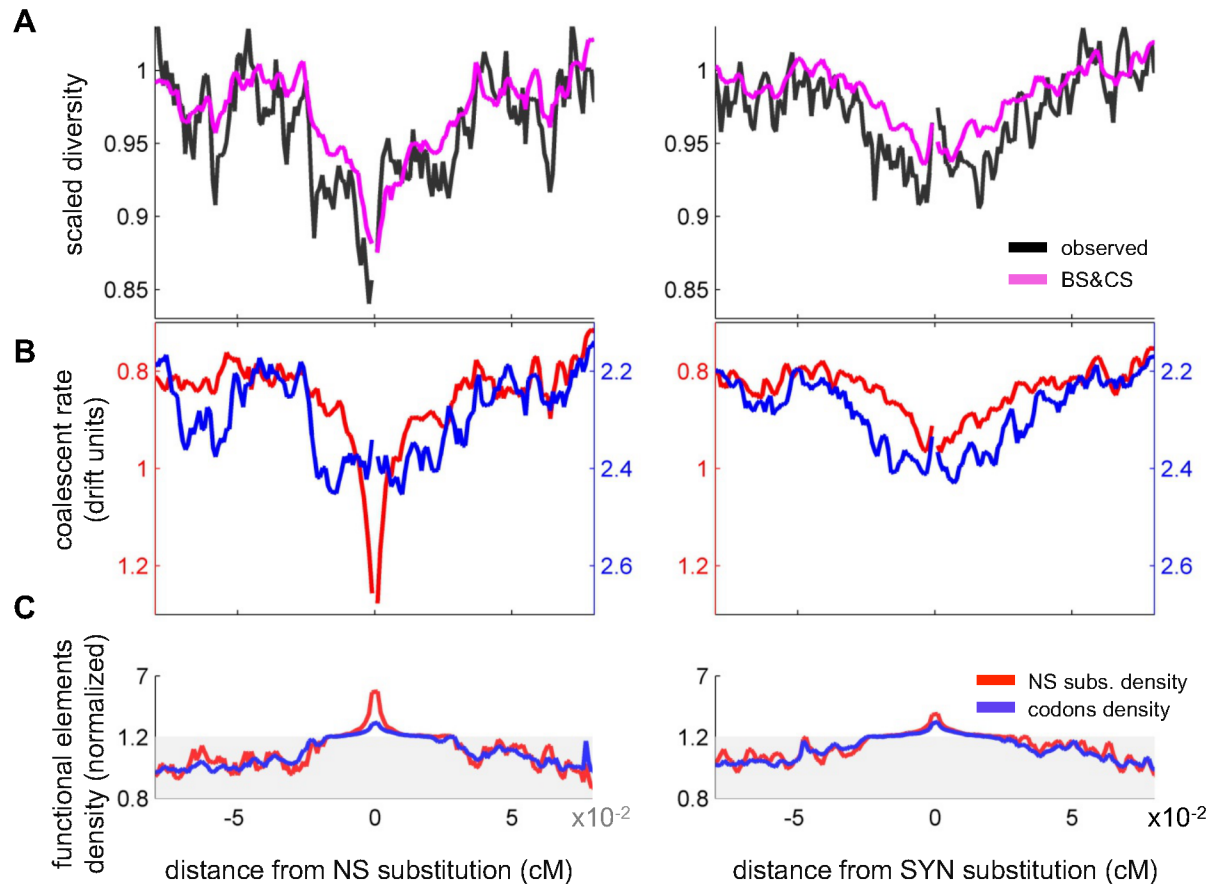 A
scaled diversity
1
0.95
0.9
0.85
1
0.95
0.9
0.85
observed
BS&CS
B
coalescent rate
(drift units)
0.8
1
1.2
2.2
2.4
2.6
0.8
1
1.2
2.2
2.4
2.6
C
functional elements
density (normalized)
7
1.2
0.8
7
1.2
0.8
NS subs. density
codons density
-5 0 5 x10-2
-5 0 5 x10-2
distance from NS substitution (cM)
distance from SYN substitution (cM)